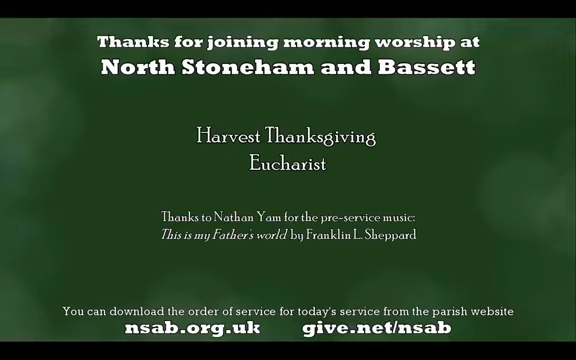 Thanks for joining morning worship at
North Stoneham and Bassett
Harvest Thanksgiving
Eucharist
Thanks to Nathan Yam for the pre-service music:
This is my Father's world by Franklin L. Sheppard
You can download the order of service for today's service from the parish website
nsab.org.uk give.net/nsab